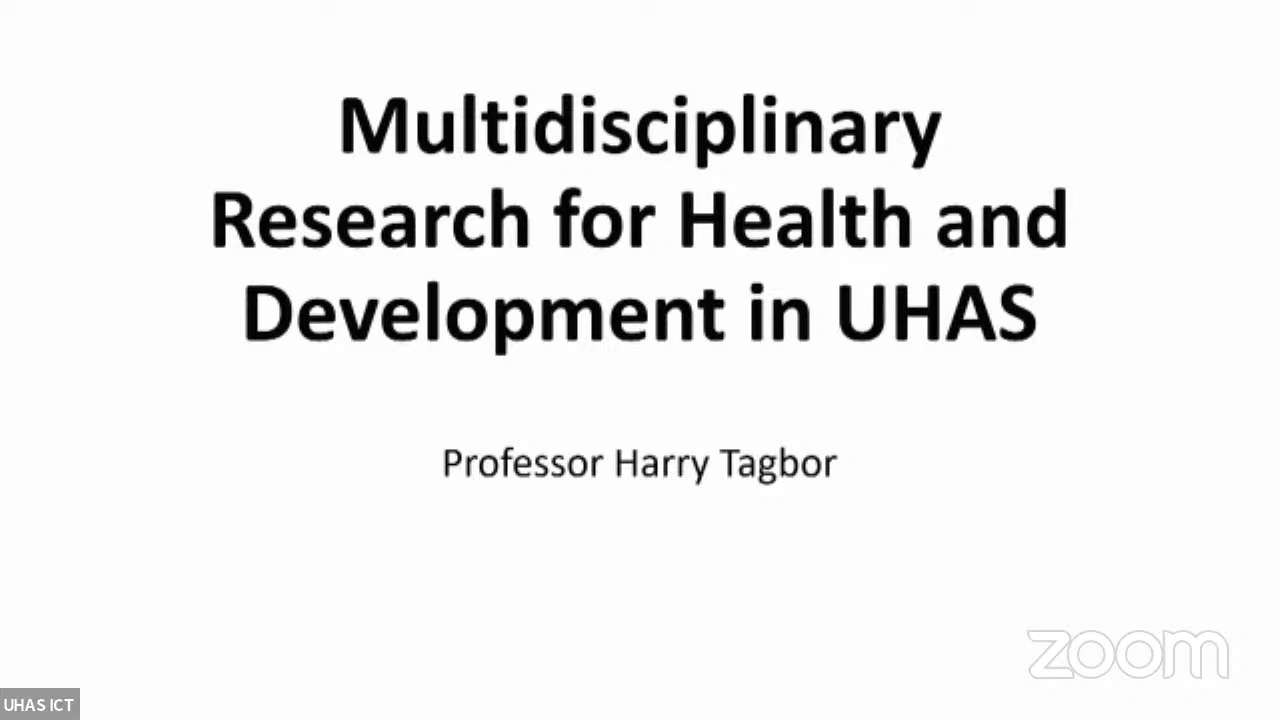 Multidisciplinary
Research for Health and
Development in UHAS
Professor Harry Tagbor
zoom
UHAS ICT